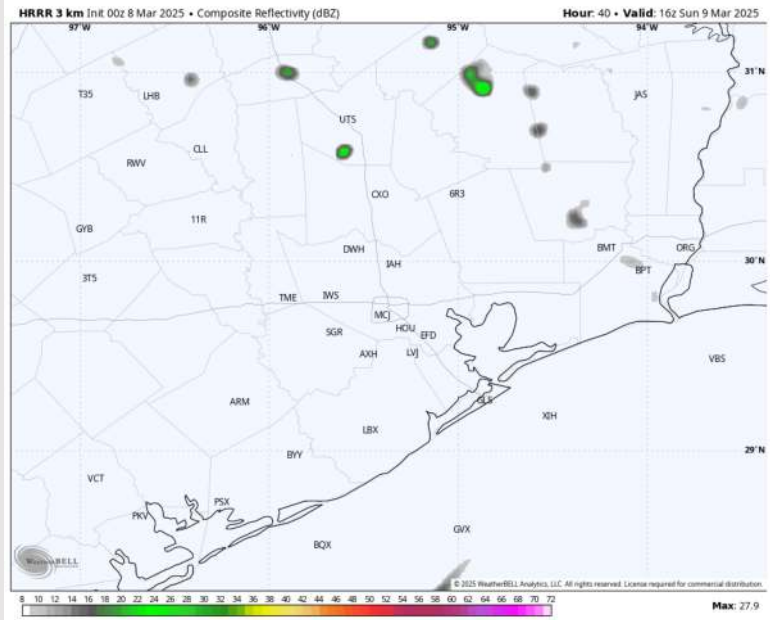 HRRR 3 km Init 00z 8 Mar 2025 • Composite Reflectivity (dBZ) Hour: 40 • Valid: 16z Sun 9 Mar 2025
97°W 96°W 95°W 94°W
31°N
T35 LHB JAS
UTS
CLL
RWV
CXO 6R3
11R
GYB
DWH BMT ORG
IAH 30°N
3T5 BPT
TME IWS
MCJ
SGR HOU EFD
AXH LVJ VBS
ARM GLS
XIH
LBX
BYY 29°N
VCT
PSX
PKV
GVX
BQX
WeatherBELL
© 2025 WeatherBELL Analytics, LLC. All rights reserved. License required for commercial distribution.
8 10 12 14 16 18 20 22 24 26 28 30 32 34 36 38 40 42 44 46 48 50 52 54 56 58 60 62 64 66 68 70 72 Max: 27.9